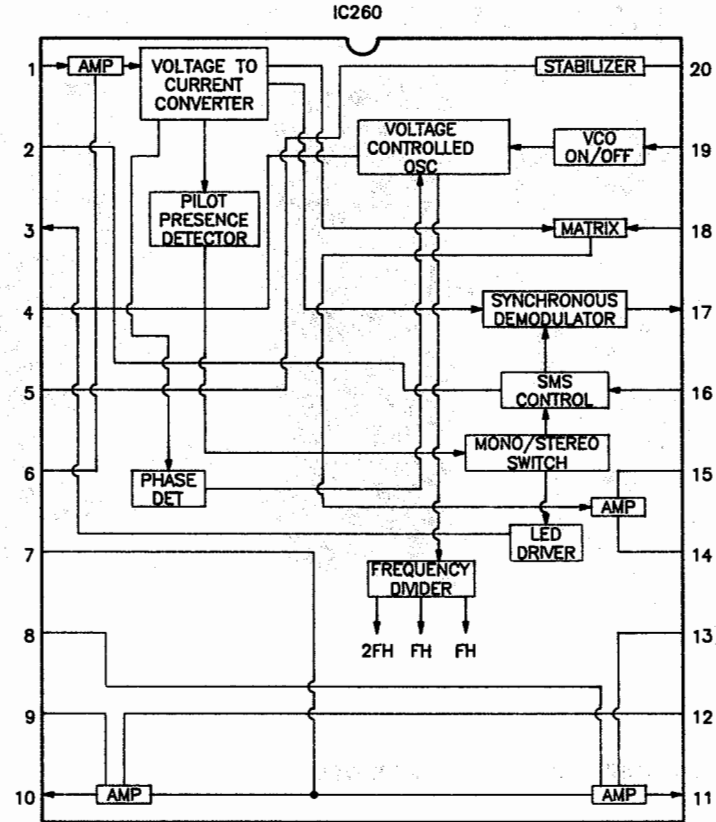 IC260
1
AMP
VOLTAGE TO
CURRENT
CONVERTER
STABILIZER
20
2
VOLTAGE
CONTROLLED
OSC
VCO
ON/OFF
19
PILOT
PRESENCE
DETECTOR
3
MATRIX
18
4
SYNCHRONOUS
DEMODULATOR
17
5
SMS
CONTROL
16
MONO/STEREO
SWITCH
6
PHASE
DET
15
AMP
LED
DRIVER
7
14
FREQUENCY
DIVIDER
8
2FH FH FH
13
9
12
10
AMP
AMP
11